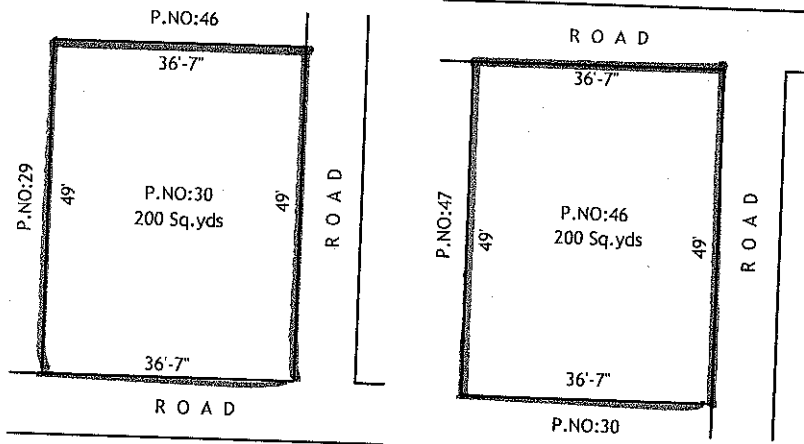 P.NO:46
36'-7"
P.NO:29
49'
P.NO:30
200 Sq.yds
49'
ROAD
36'-7"
ROAD
ROAD
36'-7"
P.NO:47
49'
P.NO:46
200 Sq.yds
49'
ROAD
36'-7"
P.NO:30